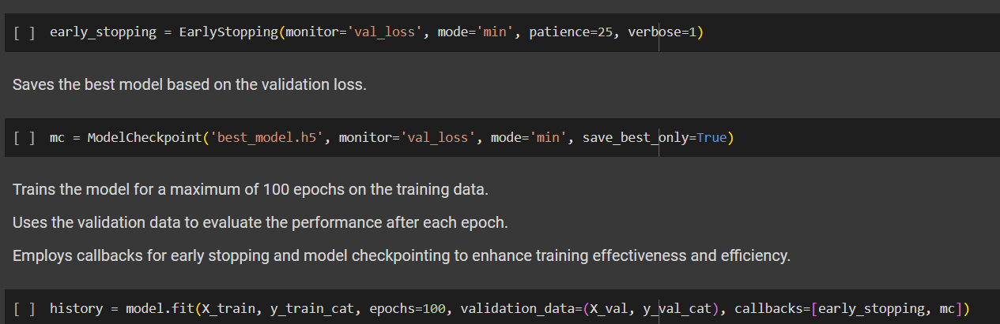 [ ] early_stopping = EarlyStopping(monitor='val_loss', mode='min', patience=25, verbose=1)
Saves the best model based on the validation loss.
[ ] mc = ModelCheckpoint('best_model.h5', monitor='val_loss', mode='min', save_best_only=True)
Trains the model for a maximum of 100 epochs on the training data.
Uses the validation data to evaluate the performance after each epoch.
Employs callbacks for early stopping and model checkpointing to enhance training effectiveness and efficiency.
[ ] history = model.fit(X_train, y_train_cat, epochs=100, validation_data=(X_val, y_val_cat), callbacks=[early_stopping, mc])